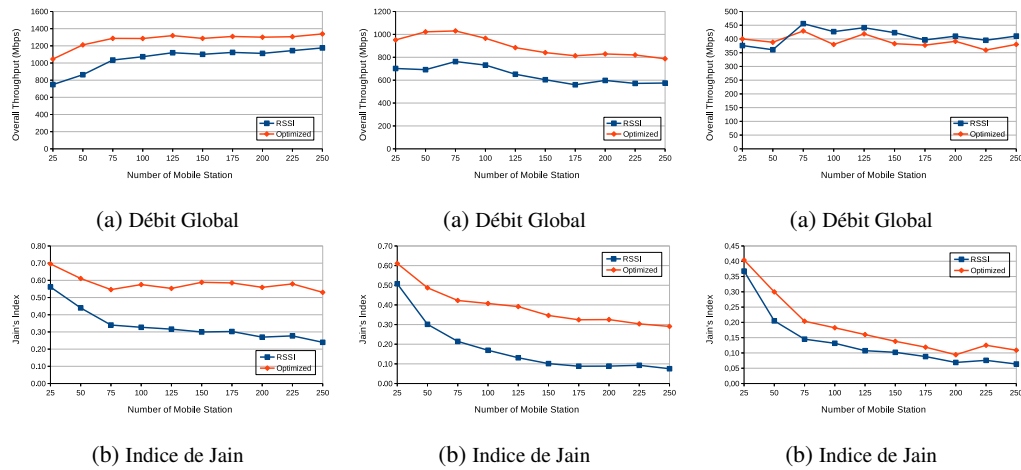 Overall Throughput (Mbps)
1600
1400
1200
1000
800
600
400
200
0
RSSI
Optimized
25 50 75 100 125 150 175 200 225 250
Number of Mobile Station
(a) Débit Global
Overall Throughput (Mbps)
1200
1000
800
600
400
200
0
RSSI
Optimized
25 50 75 100 125 150 175 200 225 250
Number of Mobile Station
(a) Débit Global
Overall Throughput (Mbps)
500
450
400
350
300
250
200
150
100
50
0
RSSI
Optimized
25 50 75 100 125 150 175 200 225 250
Number of Mobile Station
(a) Débit Global
Jain's Index
0.80
0.70
0.60
0.50
0.40
0.30
0.20
0.10
0.00
RSSI
Optimized
25 50 75 100 125 150 175 200 225 250
Number of Mobile Station
(b) Indice de Jain
Jain's Index
0.70
0.60
0.50
0.40
0.30
0.20
0.10
0.00
RSSI
Optimized
25 50 75 100 125 150 175 200 225 250
Number of Mobile Station
(b) Indice de Jain
Jain's Index
0,45
0,40
0,35
0,30
0,25
0,20
0,15
0,10
0,05
0,00
RSSI
Optimized
25 50 75 100 125 150 175 200 225 250
Number of Mobile Station
(b) Indice de Jain